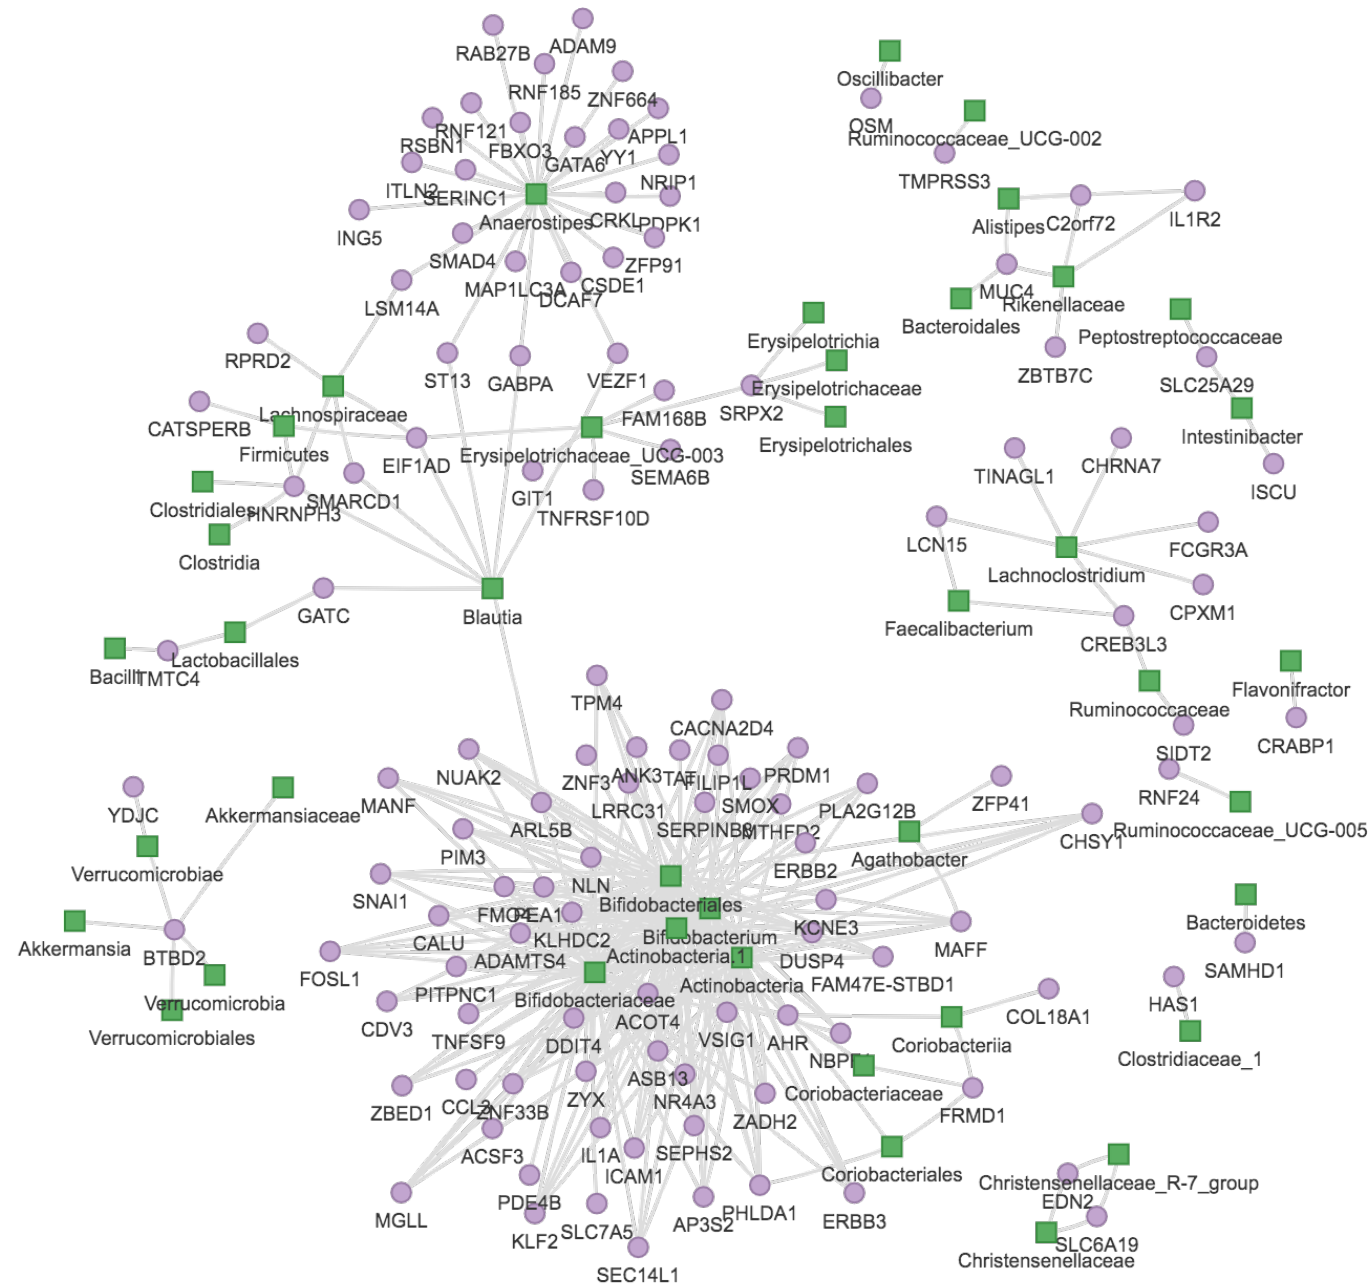 RAB27B
ADAM9
RNF185
ZNF664
RNF121
RSBN1
FBXO3
GATA6
YY1
APPL1
ITLN2
SERINC1
NRIP1
ING5
Anaerostipes
CRKL
PDPK1
SMAD4
MAP1LC3A
DCAF7
CSDE1
ZFP91
LSM14A
Oscillibacter
OSM
Ruminococcaceae_UCG-002
TMPRSS3
Alistipes
C2orf72
IL1R2
MUC4
Rikenellaceae
Bacteroidales
Peptostreptococcaceae
ZBTB7C
SLC25A29
Intestinibacter
ISCU
Erysipelotrichia
Erysipelotrichaceae
SRPX2
Erysipelotrichales
RPRD2
ST13
GABPA
VEZF1
Lachnospiraceae
FAM168B
CATSPERB
Firmicutes
EIF1AD
Erysipelotrichaceae_UCG-003
SEMA6B
GIT1
TNFRSF10D
Clostridiales
HNRNPH3
SMARCD1
Clostridia
GATC
Blautia
Bacilli
TMTC4
Lactobacillales
TINAGL1
CHRNA7
LCN15
FCGR3A
Lachnoclostridium
CPXM1
Faecalibacterium
CREB3L3
Ruminococcaceae
SIDT2
Flavonifractor
CRABP1
RNF24
Ruminococcaceae_UCG-005
TPM4
CACNA2D4
NUAK2
ZNF3
ANK3
TAT
FILIP1L
PRDM1
MANF
LRRC31
SMOX
PLA2G12B
ZFP41
ARL5B
SERPINB8
MTHFD2
CHSY1
PIM3
ERBB2
Agathobacter
YDJC
Akkermansiaceae
Verrucomicrobiae
Akkermansia
BTBD2
Verrucomicrobia
Verrucomicrobiales
SNAI1
NLN
Bifidobacteriales
PEA1
CALU
KLHDC2
Bifidobacterium
KCNE3
MAFF
FOSL1
ADAMTS4
Actinobacteria.1
DUSP4
PITPNC1
Bifidobacteriaceae
Actinobacteria
FAM47E-STBD1
CDV3
TNFSF9
ACOT4
VSIG1
AHR
COL18A1
DDIT4
Coriobacteriia
ASB13
Coriobacteriaceae
ZBED1
ZNF33B
ZYX
NR4A3
ZADH2
FRMD1
ACSF3
IL1A
SEPHS2
ICAM1
Coriobacteriales
MGLL
PDE4B
KLF2
SLC7A5
AP3S2
PHLDA1
ERBB3
SEC14L1
Bacteroidetes
SAMHD1
HAS1
Clostridiaceae_1
Christensenellaceae_R-7_group
EDN2
SLC6A19
Christensenellaceae